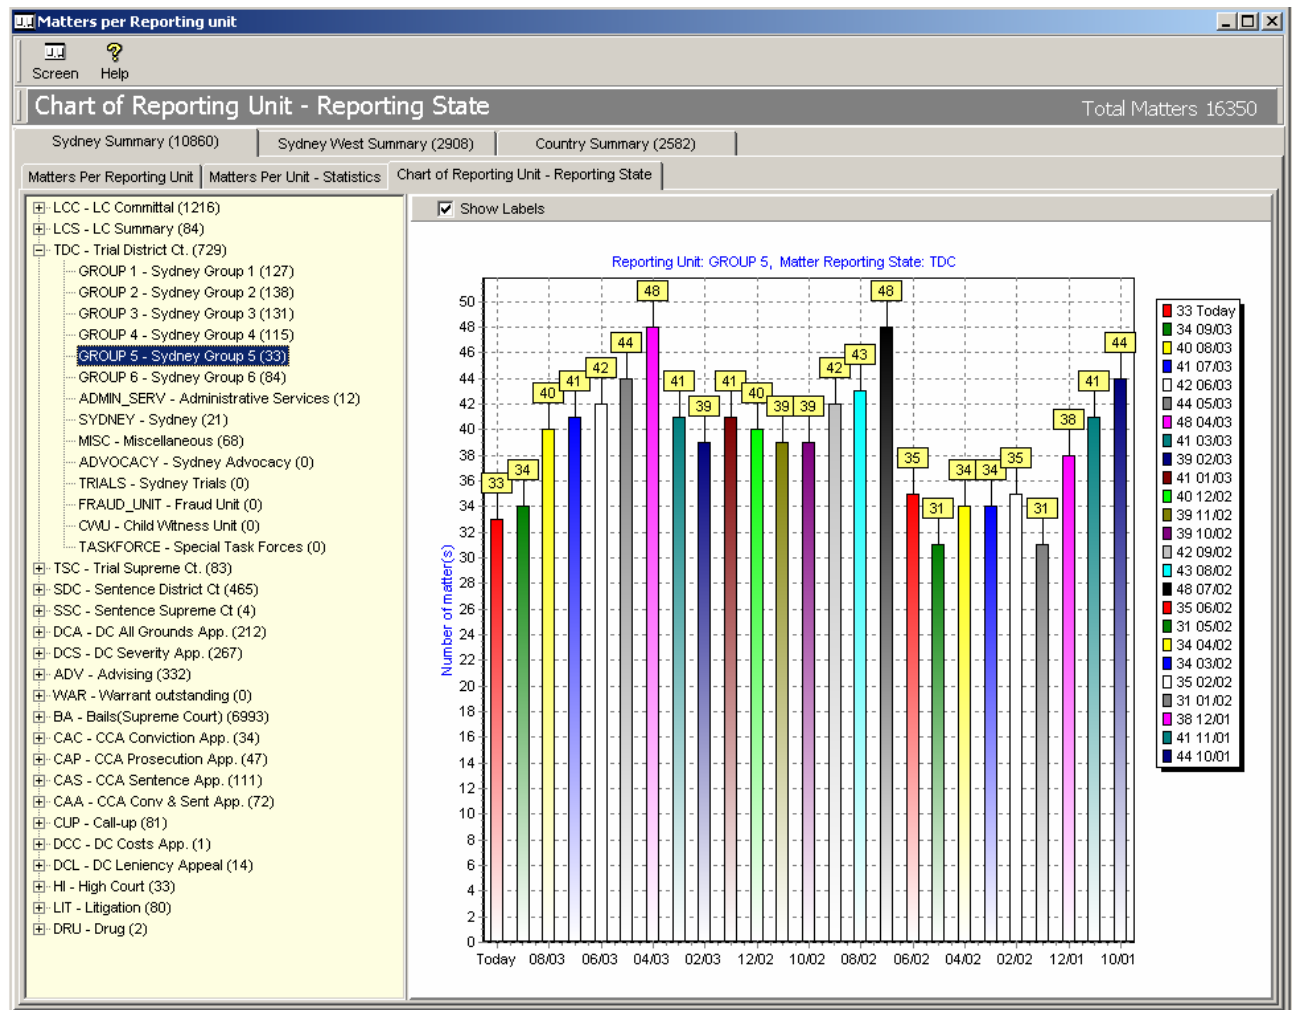 Matters per Reporting unit
Screen Help
Chart of Reporting Unit - Reporting State Total Matters 16350
Sydney Summary (10860) Sydney West Summary (2908) Country Summary (2582)
Matters Per Reporting Unit Matters Per Unit - Statistics Chart of Reporting Unit - Reporting State
LCC - LC Committal (1216)
LCS - LC Summary (84)
TDC - Trial District Ct. (729)
GROUP 1 - Sydney Group 1 (127)
GROUP 2 - Sydney Group 2 (138)
GROUP 3 - Sydney Group 3 (131)
GROUP 4 - Sydney Group 4 (115)
GROUP 5 - Sydney Group 5 (33)
GROUP 6 - Sydney Group 6 (84)
ADMIN_SERV - Administrative Services (12)
SYDNEY - Sydney (21)
MISC - Miscellaneous (68)
ADVOCACY - Sydney Advocacy (0)
TRIALS - Sydney Trials (0)
FRAUD_UNIT - Fraud Unit (0)
CWU - Child Witness Unit (0)
TASKFORCE - Special Task Forces (0)
TSC - Trial Supreme Ct. (83)
SDC - Sentence District Ct (465)
SSC - Sentence Supreme Ct (4)
DCA - DC All Grounds App. (212)
DCS - DC Severity App. (267)
ADV - Advising (332)
WAR - Warrant outstanding (0)
BA - Bails(Supreme Court) (6993)
CAC - CCA Conviction App. (34)
CAP - CCA Prosecution App. (47)
CAS - CCA Sentence App. (111)
CAA - CCA Conv & Sent App. (72)
CUP - Call-up (81)
DCC - DC Costs App. (1)
DCL - DC Leniency Appeal (14)
HI - High Court (33)
LIT - Litigation (80)
DRU - Drug (2)
Show Labels
Reporting Unit: GROUP 5, Matter Reporting State: TDC
Number of matter(s)
50
48
46
44
42
40
38
36
34
32
30
28
26
24
22
20
18
16
14
12
10
8
6
4
2
0
33 34 40 41 42 44 48 41 39 41 40 39 39 42 43 48 35 31 34 34 35 31 38 41 44
Today 08/03 06/03 04/03 02/03 12/02 10/02 08/02 06/02 04/02 02/02 12/01 10/01
33 Today
34 09/03
40 08/03
41 07/03
42 06/03
44 05/03
48 04/03
41 03/03
39 02/03
41 01/03
40 12/02
39 11/02
39 10/02
42 09/02
43 08/02
48 07/02
35 06/02
31 05/02
34 04/02
34 03/02
35 02/02
31 01/02
38 12/01
41 11/01
44 10/01